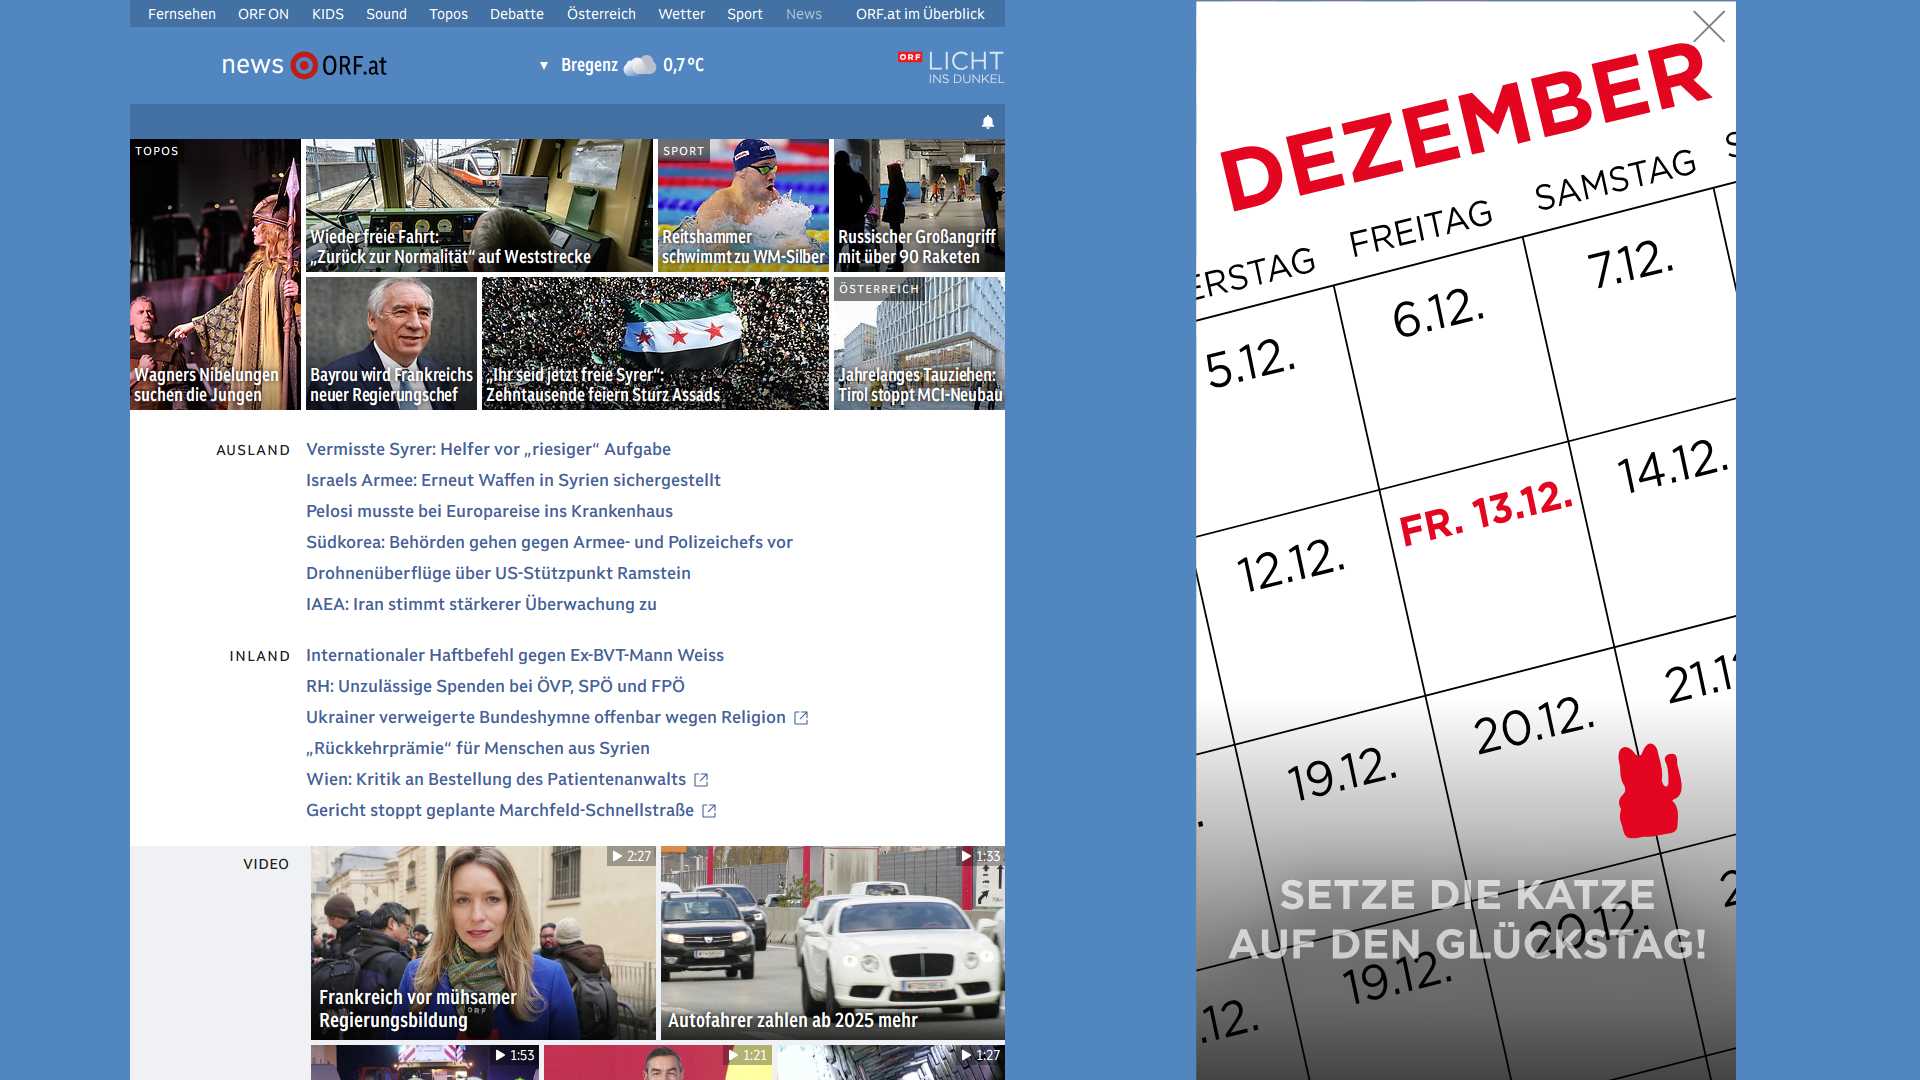 Fernsehen ORF ON KIDS Sound Topos Debatte Österreich Wetter Sport News ORF.at im Überblick
news ORF.at
Bregenz 0,7 °C
ORF LICHT
INS DUNKEL
TOPOS
Wagners Nibelungen
suchen die Jungen
Wieder freie Fahrt:
„Zurück zur Normalität“ auf Weststrecke
SPORT
Reitshammer
schwimmt zu WM-Silber
Russischer Großangriff
mit über 90 Raketen
Bayrou wird Frankreichs
neuer Regierungschef
„Ihr seid jetzt freie Syrer“:
Zehntausende feiern Sturz Assads
ÖSTERREICH
Jahrelanges Tauziehen:
Tirol stoppt MCI-Neubau
AUSLAND
Vermisste Syrer: Helfer vor „riesiger“ Aufgabe
Israels Armee: Erneut Waffen in Syrien sichergestellt
Pelosi musste bei Europareise ins Krankenhaus
Südkorea: Behörden gehen gegen Armee- und Polizeichefs vor
Drohnenüberflüge über US-Stützpunkt Ramstein
IAEA: Iran stimmt stärkerer Überwachung zu
INLAND
Internationaler Haftbefehl gegen Ex-BVT-Mann Weiss
RH: Unzulässige Spenden bei ÖVP, SPÖ und FPÖ
Ukrainer verweigerte Bundeshymne offenbar wegen Religion
„Rückkehrprämie“ für Menschen aus Syrien
Wien: Kritik an Bestellung des Patientenanwalts
Gericht stoppt geplante Marchfeld-Schnellstraße
VIDEO
2:27
ORF
Frankreich vor mühsamer
Regierungsbildung
1:33
Autofahrer zahlen ab 2025 mehr
1:53
1:21
1:27
DEZEMBER
ERSTAG FREITAG SAMSTAG S
5.12. 6.12. 7.12.
12.12. FR. 13.12. 14.12.
19.12. 20.12. 21.1
.12. 19.12. 20.12. 2
SETZE DIE KATZE
AUF DEN GLÜCKSTAG!